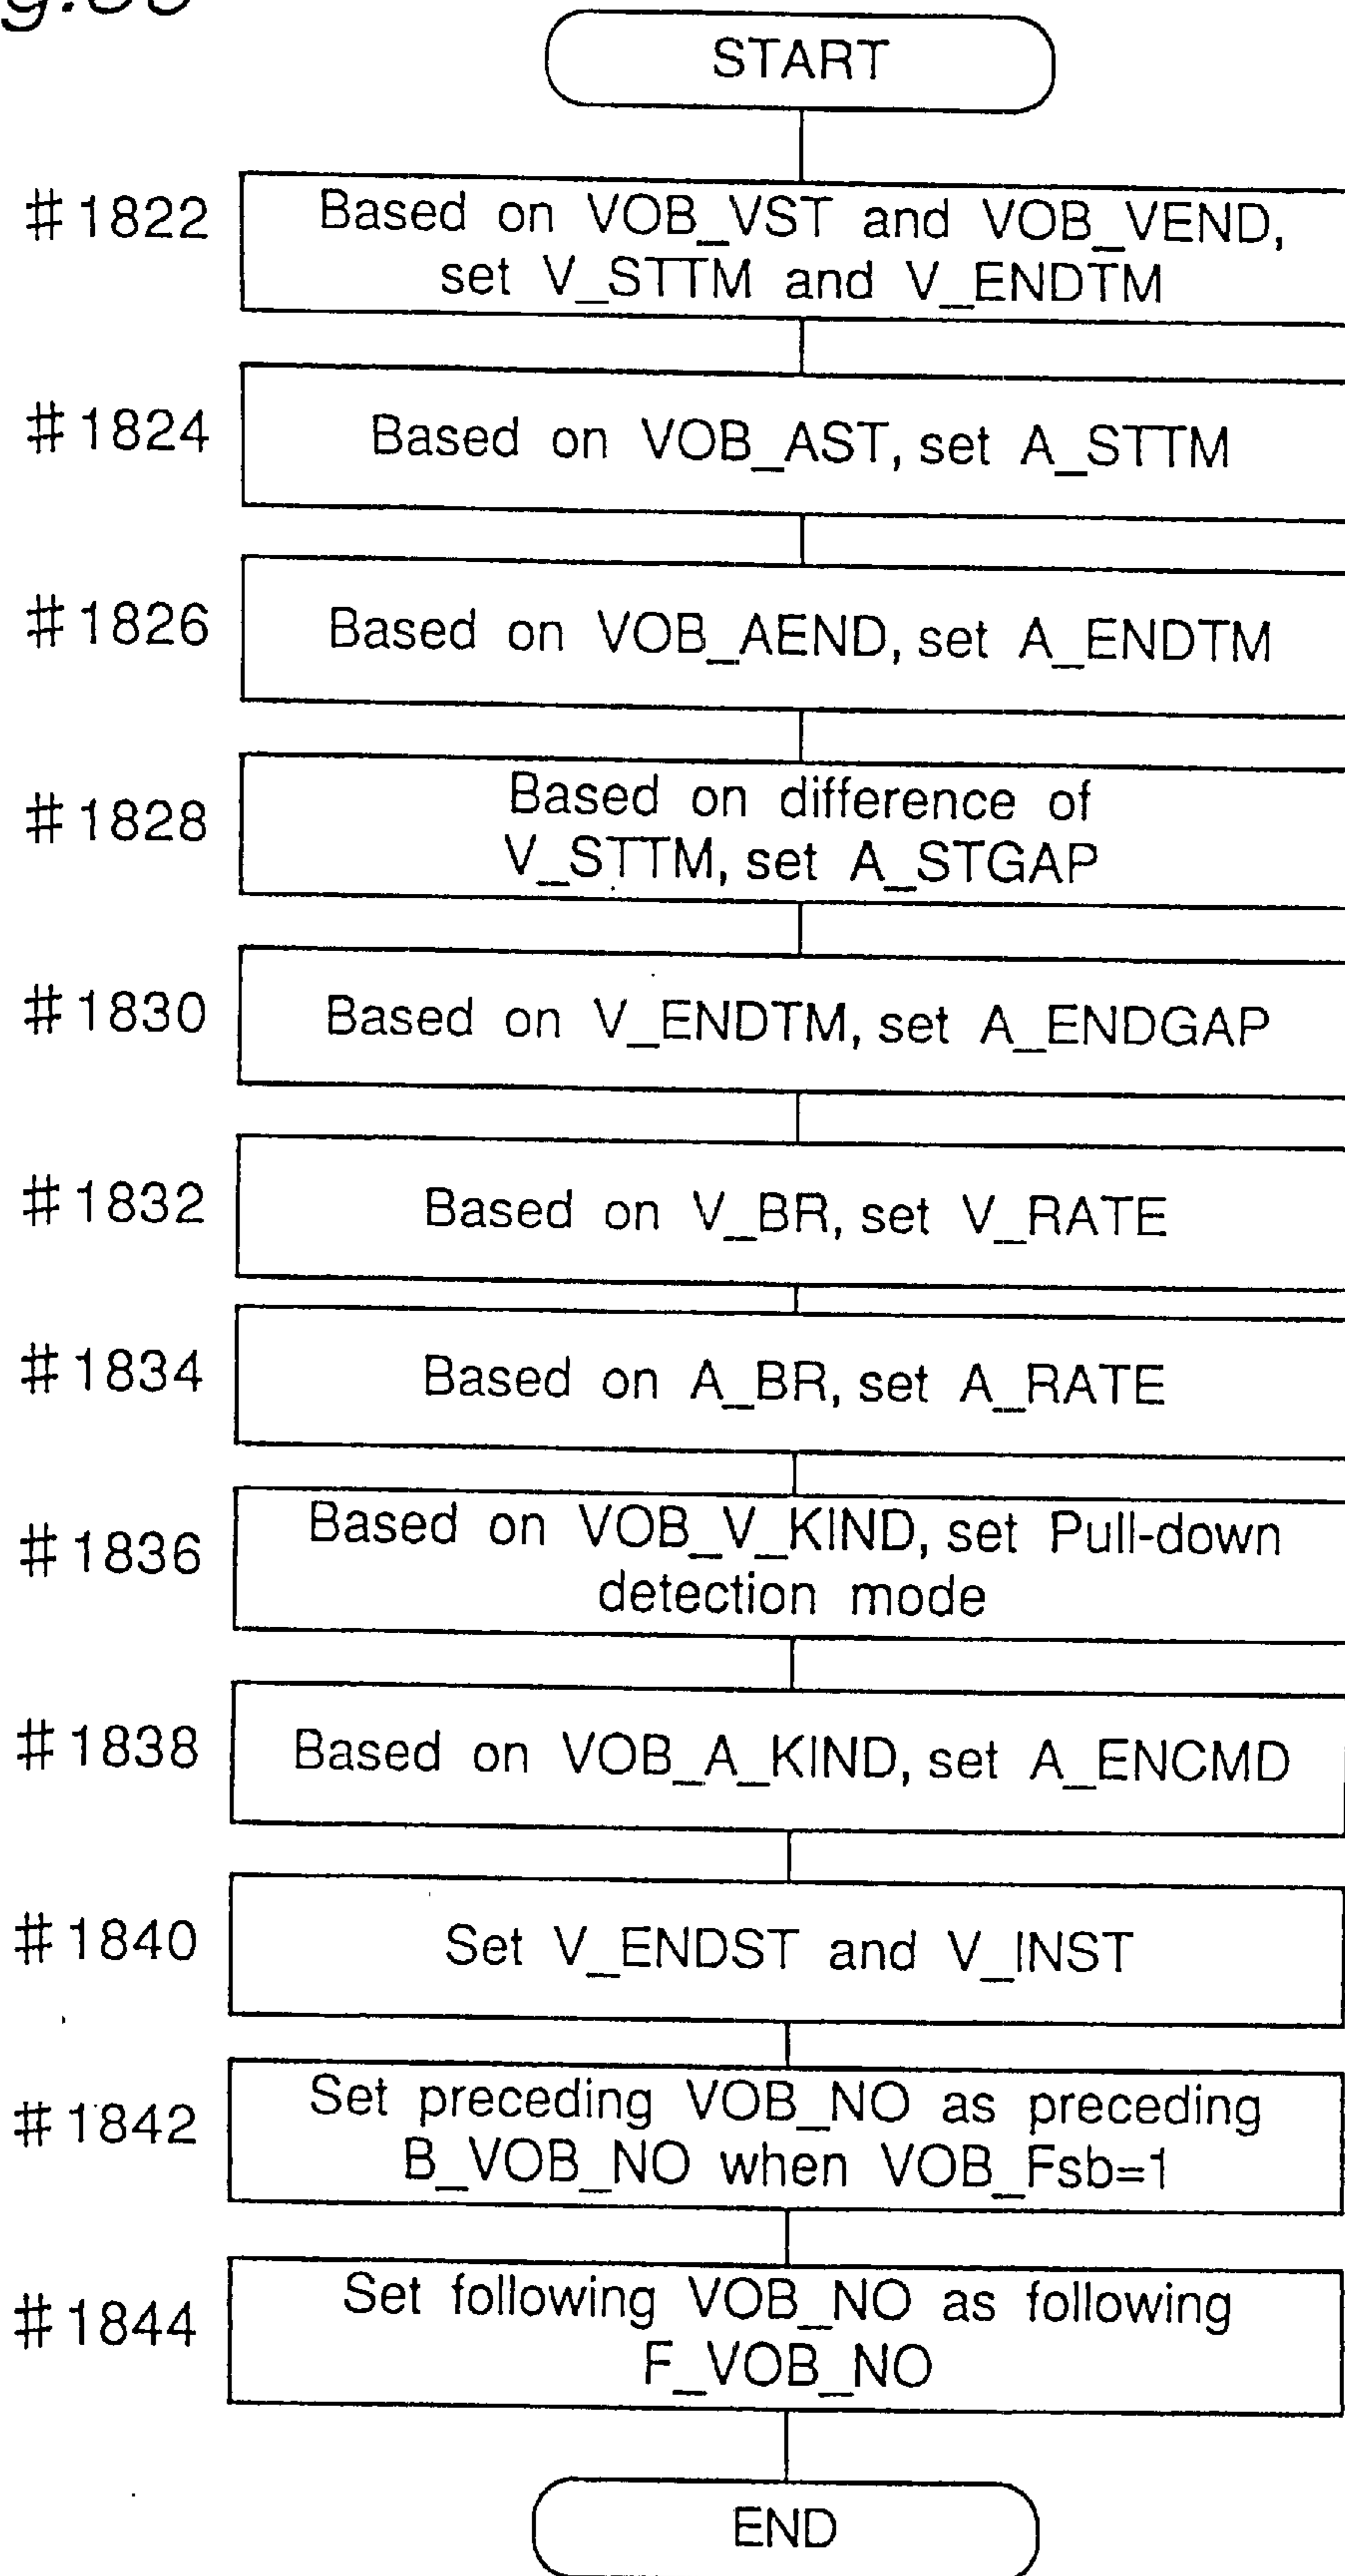 START
#1822
Based on VOB_VST and VOB_VEND,
set V_STTM and V_ENDTM
#1824
Based on VOB_AST, set A_STTM
#1826
Based on VOB_AEND, set A_ENDTM
#1828
Based on difference of
V_STTM, set A_STGAP
#1830
Based on V_ENDTM, set A_ENDGAP
#1832
Based on V_BR, set V_RATE
#1834
Based on A_BR, set A_RATE
#1836
Based on VOB_V_KIND, set Pull-down
detection mode
#1838
Based on VOB_A_KIND, set A_ENCMD
#1840
Set V_ENDST and V_INST
#1842
Set preceding VOB_NO as preceding
B_VOB_NO when VOB_Fsb=1
#1844
Set following VOB_NO as following
F_VOB_NO
END